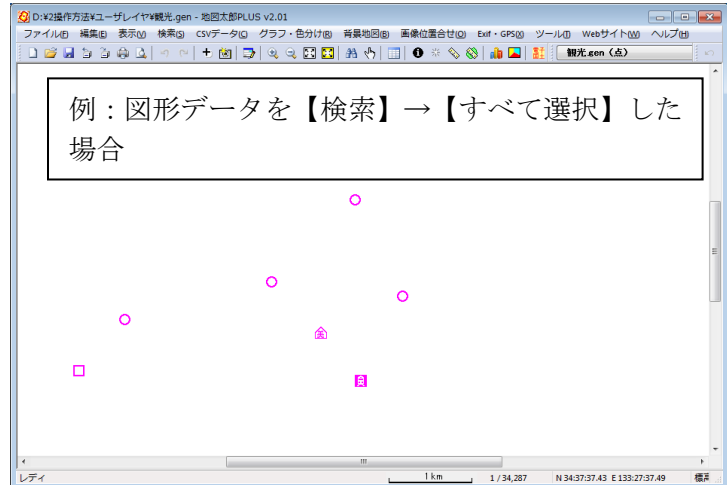 D:¥2操作方法¥ユーザレイヤ¥観光.gen - 地図太郎PLUS v2.01
ファイル(F) 編集(E) 表示(V) 検索(S) CSVデータ(C) グラフ・色分け(R) 背景地図(B) 画像位置合せ(O) Exif・GPS(X) ツール(T) Webサイト(W) ヘルプ(H)
観光.gen（点）
例：図形データを【検索】→【すべて選択】した
場合
レディ 1 km 1 / 34,287 N 34:37:37.43 E 133:27:37.49 標高